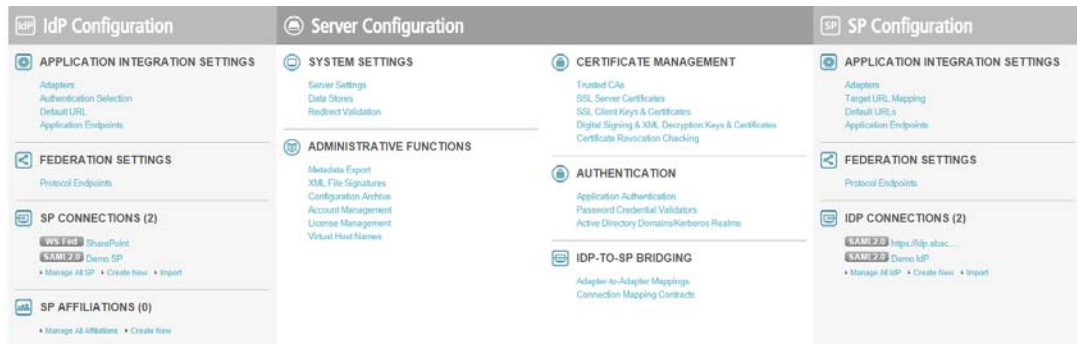 IdP IdP Configuration
APPLICATION INTEGRATION SETTINGS
Adapters
Authentication Selection
Default URL
Application Endpoints
FEDERATION SETTINGS
Protocol Endpoints
SP CONNECTIONS (2)
WS Fed SharePoint
SAML 2.0 Demo SP
Manage All SP Create New Import
SP AFFILIATIONS (0)
Manage All Affiliations Create New
Server Configuration
SYSTEM SETTINGS
Server Settings
Data Stores
Redirect Validation
ADMINISTRATIVE FUNCTIONS
Metadata Export
XML File Signatures
Configuration Archive
Account Management
License Management
Virtual Host Names
CERTIFICATE MANAGEMENT
Trusted CAs
SSL Server Certificates
SSL Client Keys & Certificates
Digital Signing & XML Decryption Keys & Certificates
Certificate Revocation Checking
AUTHENTICATION
Application Authentication
Password Credential Validators
Active Directory Domains/Kerberos Realms
IDP-TO-SP BRIDGING
Adapter-to-Adapter Mappings
Connection Mapping Contracts
SP SP Configuration
APPLICATION INTEGRATION SETTINGS
Adapters
Target URL Mapping
Default URLs
Application Endpoints
FEDERATION SETTINGS
Protocol Endpoints
IDP CONNECTIONS (2)
SAML 2.0 https://idp.abac...
SAML 2.0 Demo IdP
Manage All IdP Create New Import